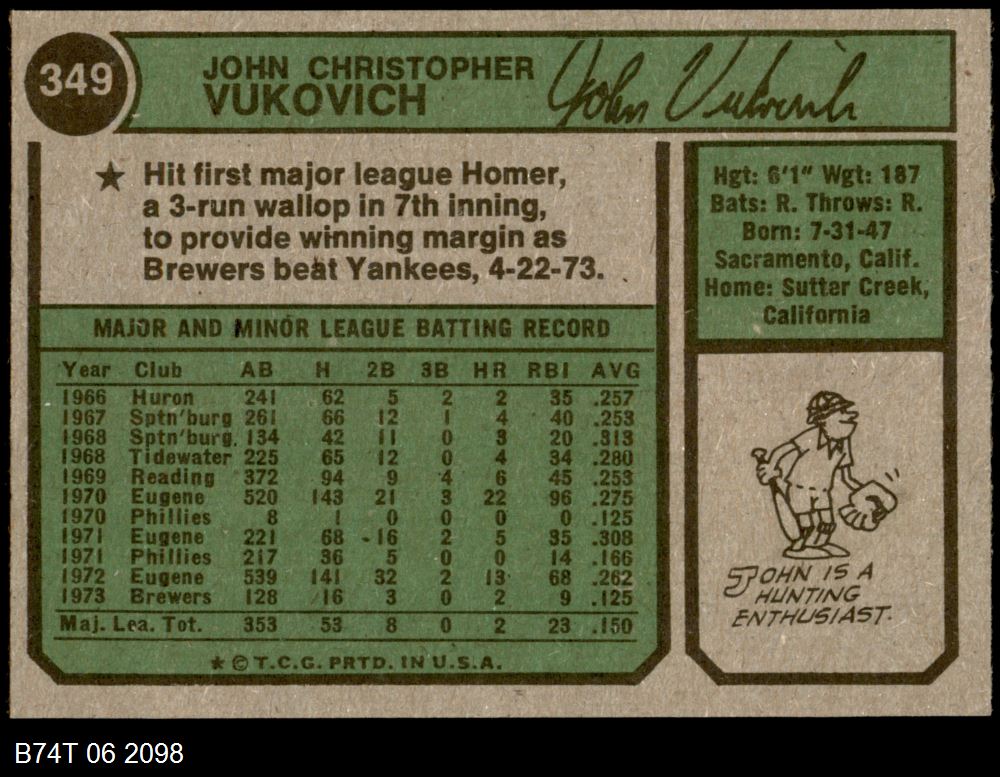 349
JOHN CHRISTOPHER
VUKOVICH
John Vukovich
★ Hit first major league Homer,
a 3-run wallop in 7th inning,
to provide winning margin as
Brewers beat Yankees, 4-22-73.
MAJOR AND MINOR LEAGUE BATTING RECORD
Year Club AB H 2B 3B HR RBI AVG
1966 Huron 241 62 5 2 2 35 .257
1967 Sptn'burg 261 66 12 1 4 40 .253
1968 Sptn'burg. 134 42 11 0 3 20 .313
1968 Tidewater 225 65 12 0 4 34 .280
1969 Reading 372 94 9 4 6 45 .253
1970 Eugene 520 143 21 3 22 96 .275
1970 Phillies 8 1 0 0 0 0 .125
1971 Eugene 221 68 16 2 5 35 .308
1971 Phillies 217 36 5 0 0 14 .166
1972 Eugene 539 141 32 2 13 68 .262
1973 Brewers 128 16 3 0 2 9 .125
Maj. Lea. Tot. 353 53 8 0 2 23 .150
★ © T.C.G. PRTD. IN U.S.A.
Hgt: 6'1" Wgt: 187
Bats: R. Throws: R.
Born: 7-31-47
Sacramento, Calif.
Home: Sutter Creek,
California
JOHN IS A
HUNTING
ENTHUSIAST.
B74T 06 2098